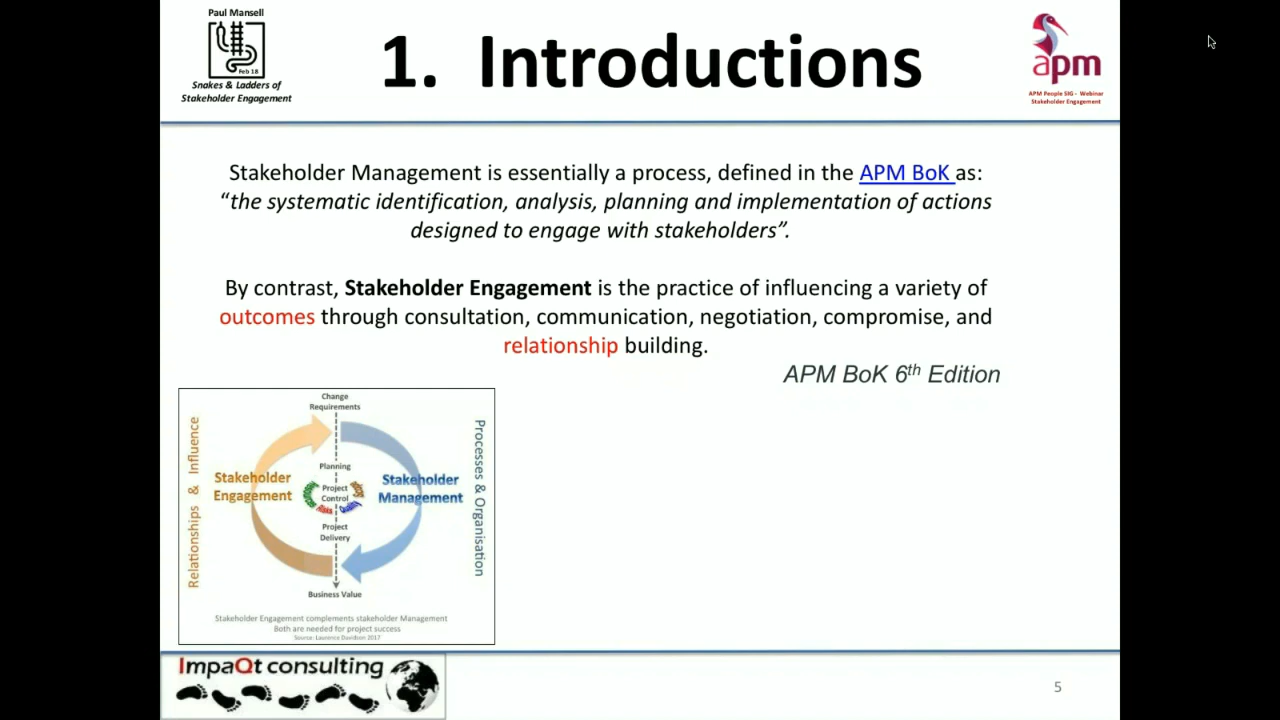 Paul Mansell
Feb 18
Snakes & Ladders of
Stakeholder Engagement
1. Introductions
apm
APM People SIG - Webinar
Stakeholder Engagement
Stakeholder Management is essentially a process, defined in the APM BoK as:
“the systematic identification, analysis, planning and implementation of actions
designed to engage with stakeholders”.
By contrast, Stakeholder Engagement is the practice of influencing a variety of
outcomes through consultation, communication, negotiation, compromise, and
relationship building.
APM BoK 6th Edition
Relationships & Influence
Change
Requirements
Stakeholder
Engagement
Planning
Project
Control
Risks
Project
Delivery
Business Value
Stakeholder
Management
Processes & Organisation
Stakeholder Engagement complements stakeholder Management
Both are needed for project success
Source: Laurence Davidson 2017
ImpaQt consulting
5